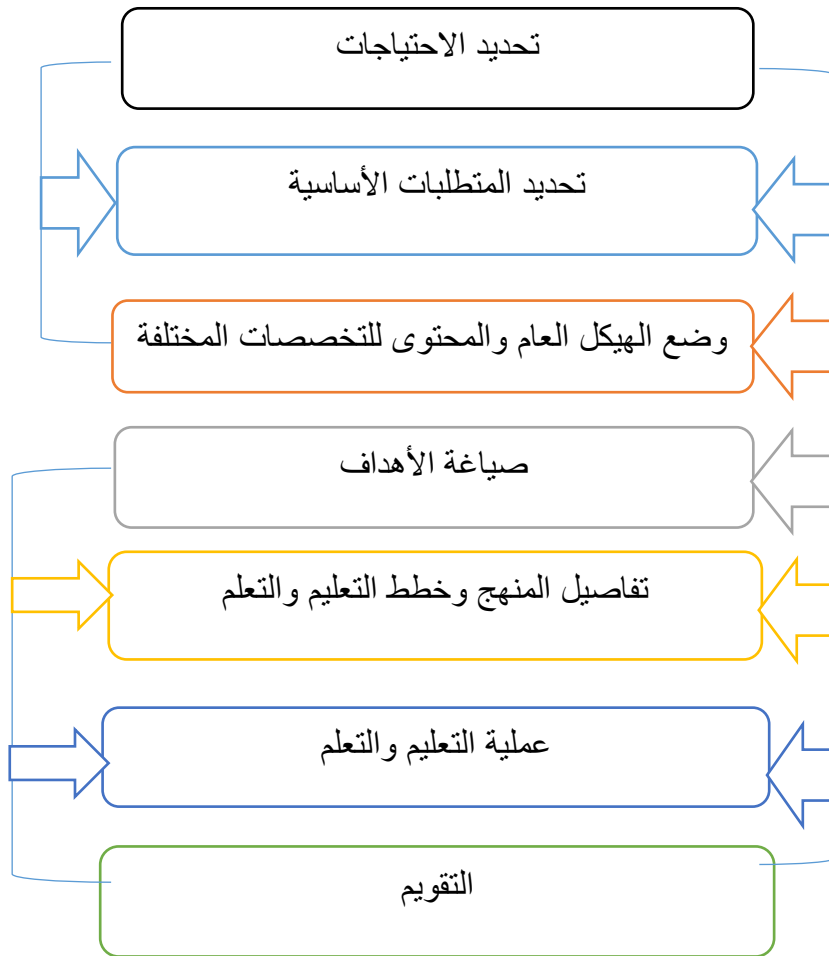 تحديد الاحتياجات
تحديد المتطلبات الأساسية
وضع الهيكل العام والمحتوى للتخصصات المختلفة
صياغة الأهداف
تفاصيل المنهج وخطط التعليم والتعلم
عملية التعليم والتعلم
التقويم